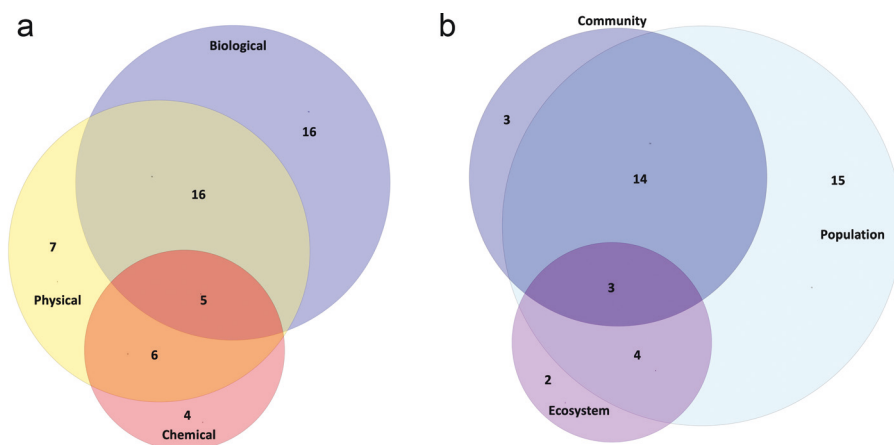 a
Biological
16
16
7
Physical
5
6
4
Chemical
b
Community
3
14
15
Population
3
4
2
Ecosystem